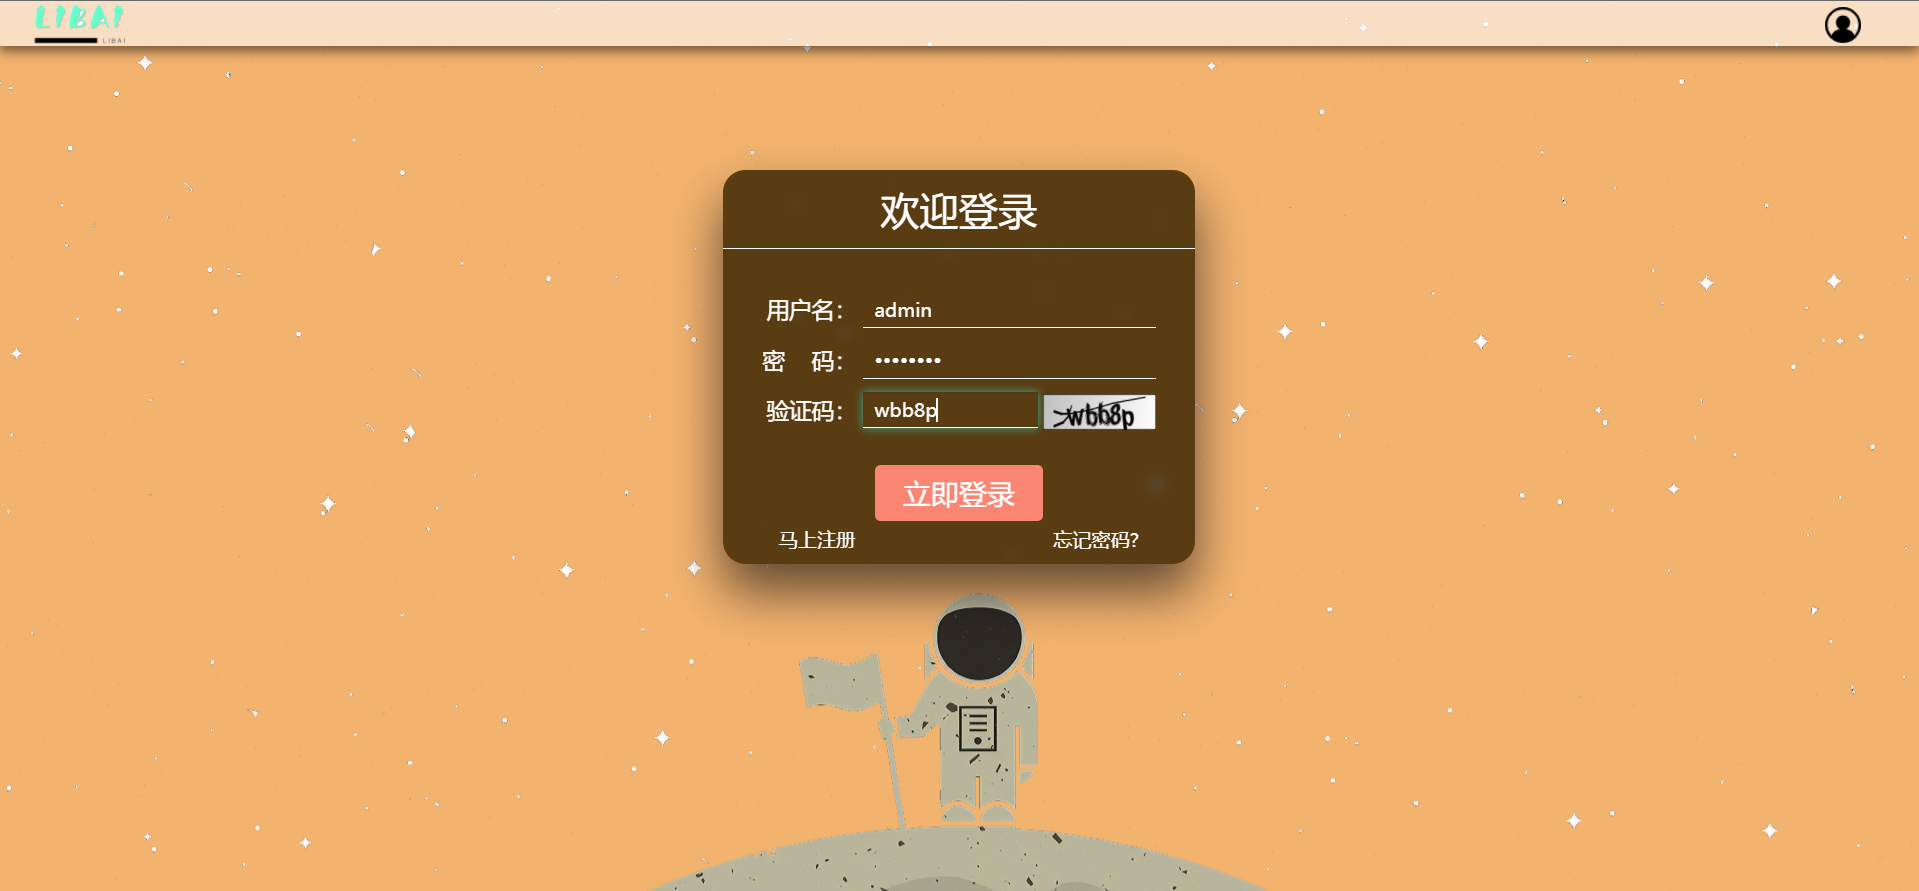 LIBAI
LIBAI
欢迎登录
用户名： admin
密 码： ••••••••
验证码： wbb8p wbb8p
立即登录
马上注册 忘记密码?